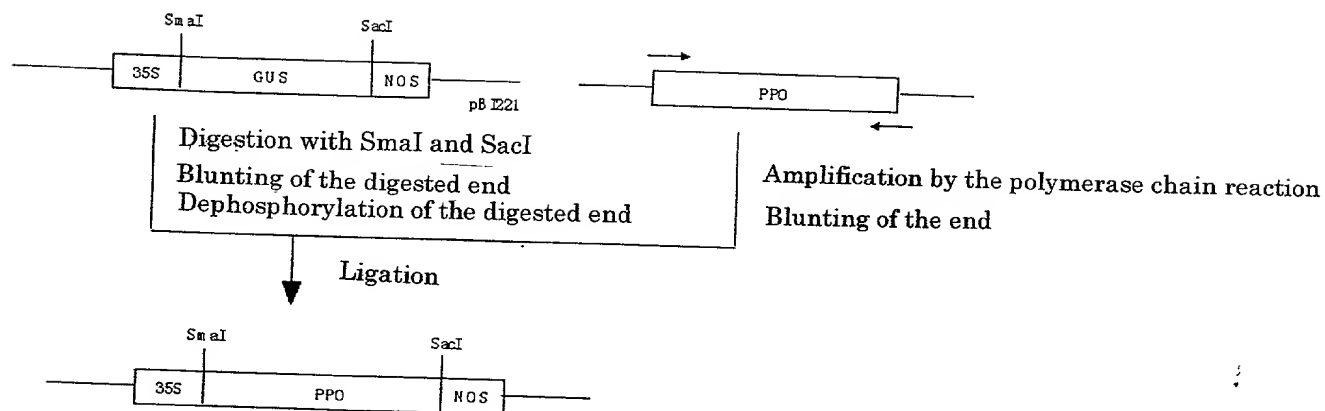 SmaI
SacI
35S
GUS
NOS
pBI221
PPO
Digestion with SmaI and SacI
Blunting of the digested end
Dephosphorylation of the digested end
Amplification by the polymerase chain reaction
Blunting of the end
Ligation
SmaI
SacI
35S
PPO
NOS